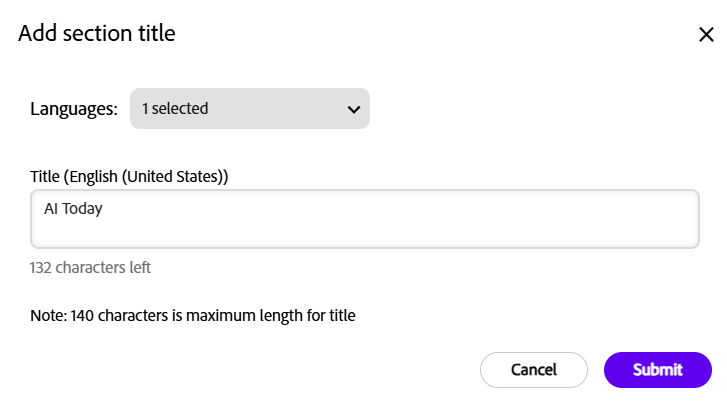 Add section title
Languages: 1 selected
Title (English (United States))
AI Today
132 characters left
Note: 140 characters is maximum length for title
Cancel Submit